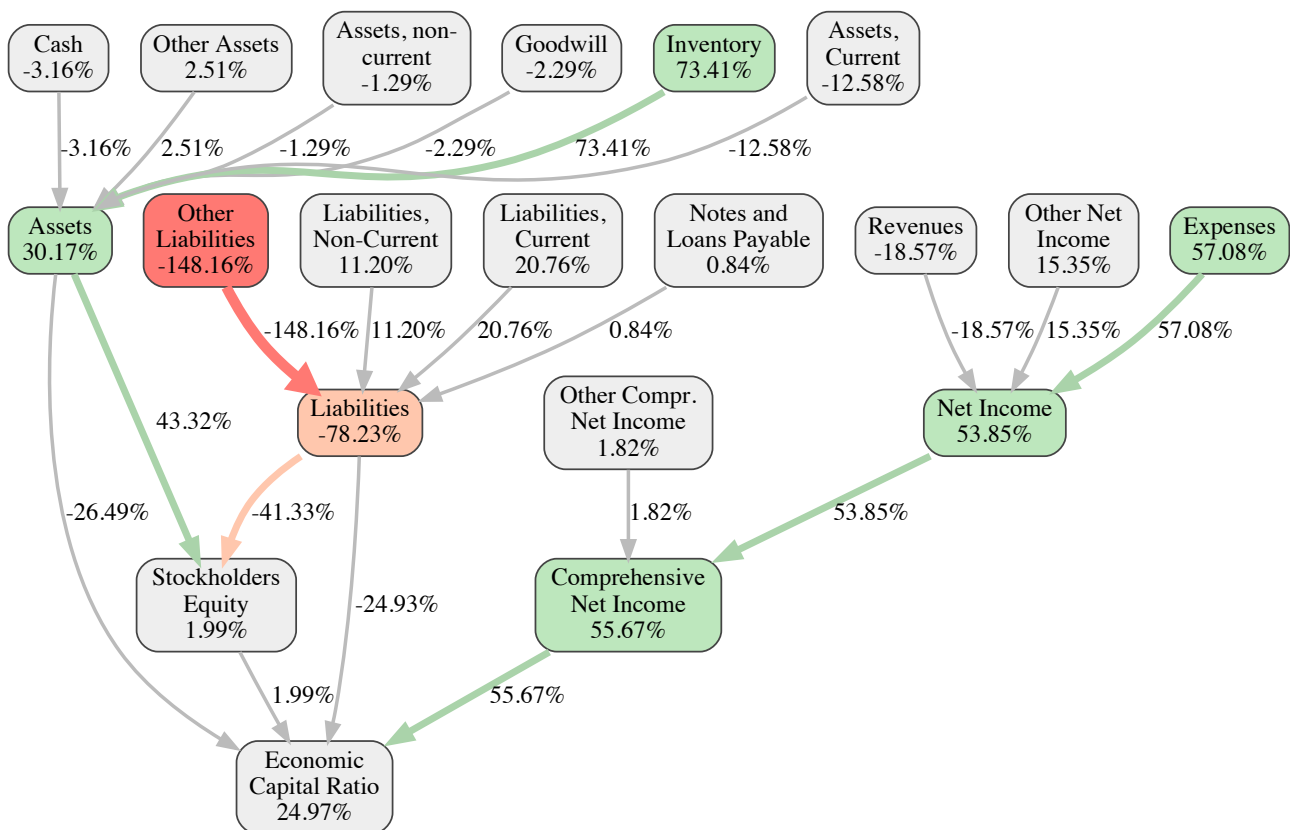 Cash
-3.16%
Other Assets
2.51%
Assets, non-
current
-1.29%
Goodwill
-2.29%
Inventory
73.41%
Assets,
Current
-12.58%
-3.16%
2.51%
-1.29%
-2.29%
73.41%
-12.58%
Assets
30.17%
Other
Liabilities
-148.16%
Liabilities,
Non-Current
11.20%
Liabilities,
Current
20.76%
Notes and
Loans Payable
0.84%
Revenues
-18.57%
Other Net
Income
15.35%
Expenses
57.08%
-148.16%
11.20%
20.76%
0.84%
-18.57%
15.35%
57.08%
Liabilities
-78.23%
Other Compr.
Net Income
1.82%
Net Income
53.85%
43.32%
-26.49%
-41.33%
1.82%
53.85%
Stockholders
Equity
1.99%
-24.93%
Comprehensive
Net Income
55.67%
1.99%
55.67%
Economic
Capital Ratio
24.97%